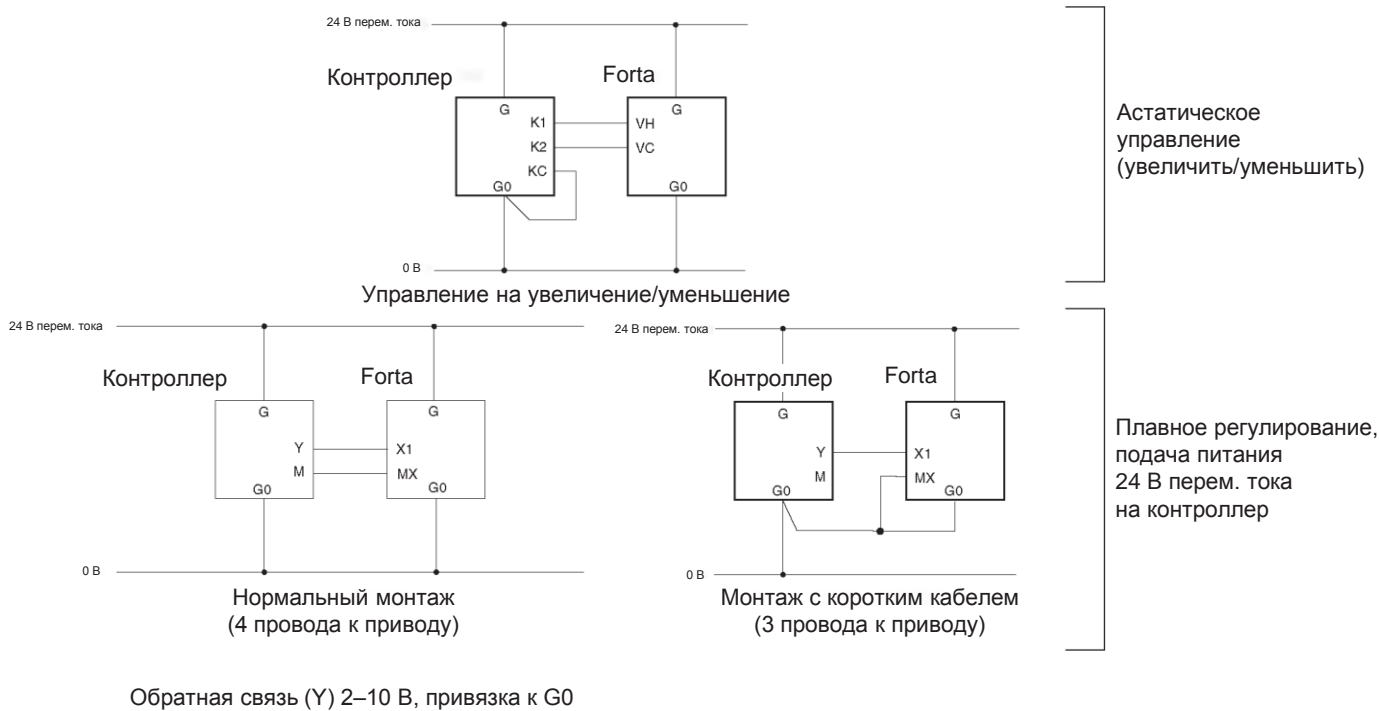 24 В перем. тока
Контроллер
Forta
G
G
K1
VH
K2
VC
KC
G0
G0
0 В
Управление на увеличение/уменьшение
Астатическое
управление
(увеличить/уменьшить)
24 В перем. тока
Контроллер
Forta
G
G
Y
X1
M
MX
G0
G0
0 В
Нормальный монтаж
(4 провода к приводу)
24 В перем. тока
Контроллер
Forta
G
G
Y
X1
M
MX
G0
G0
0 В
Монтаж с коротким кабелем
(3 провода к приводу)
Плавное регулирование,
подача питания
24 В перем. тока
на контроллер
Обратная связь (Y) 2–10 В, привязка к G0